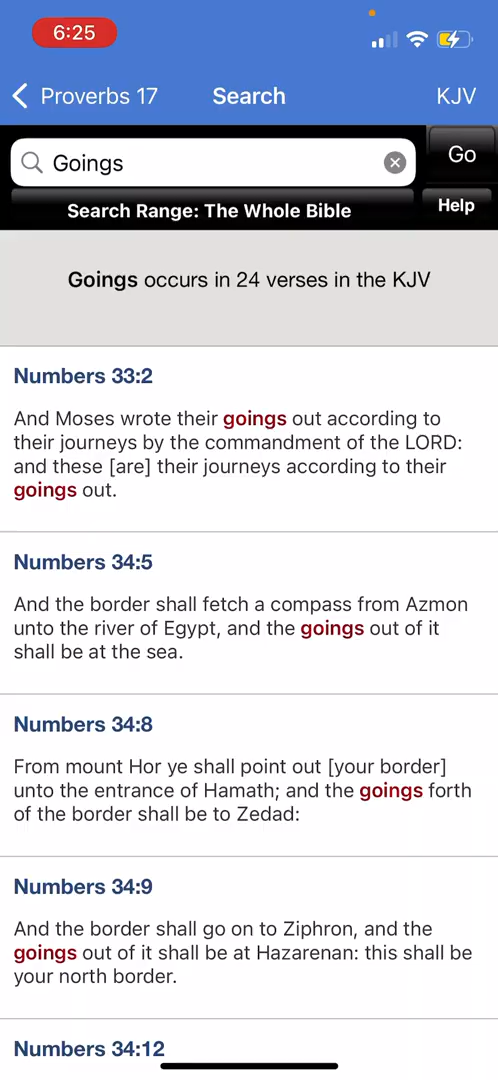 6:25
Proverbs 17
Search
KJV
Goings
Go
Search Range: The Whole Bible
Help
Goings occurs in 24 verses in the KJV
Numbers 33:2
And Moses wrote their goings out according to
their journeys by the commandment of the LORD:
and these [are] their journeys according to their
goings out.
Numbers 34:5
And the border shall fetch a compass from Azmon
unto the river of Egypt, and the goings out of it
shall be at the sea.
Numbers 34:8
From mount Hor ye shall point out [your border]
unto the entrance of Hamath; and the goings forth
of the border shall be to Zedad:
Numbers 34:9
And the border shall go on to Ziphron, and the
goings out of it shall be at Hazarenan: this shall be
your north border.
Numbers 34:12